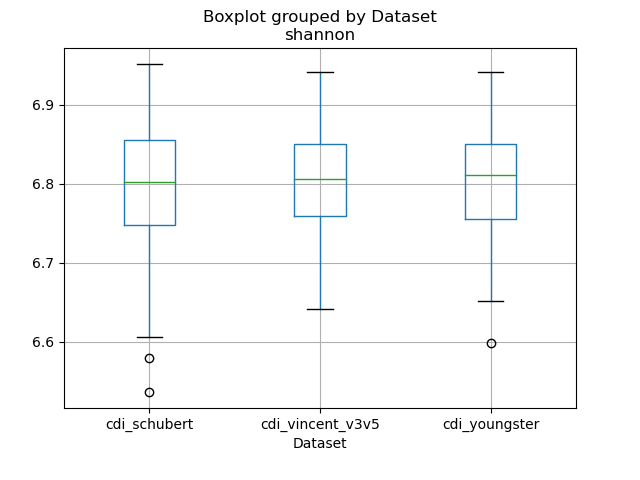 Boxplot grouped by Dataset
shannon
6.9
6.8
6.7
6.6
cdi_schubert
cdi_vincent_v3v5
cdi_youngster
Dataset